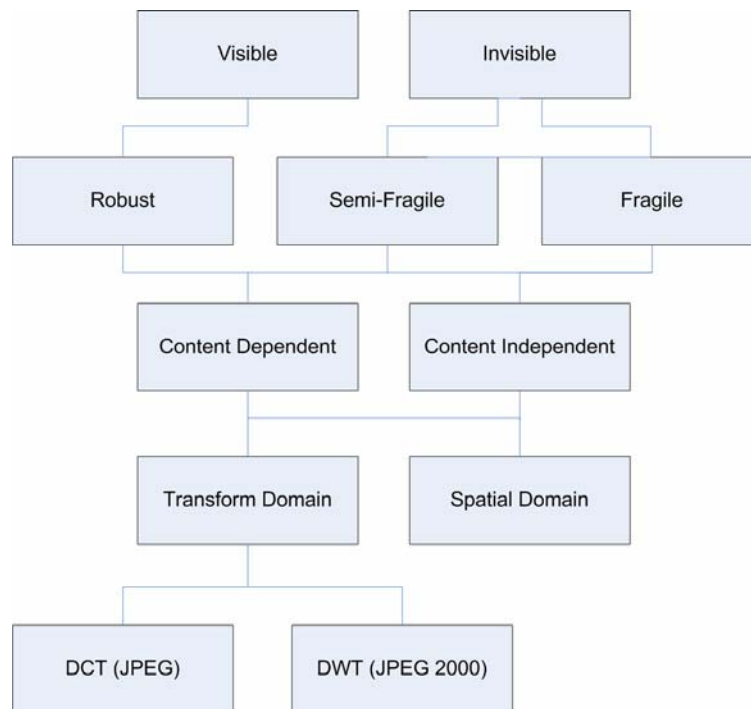 Visible
Invisible
Robust
Semi-Fragile
Fragile
Content Dependent
Content Independent
Transform Domain
Spatial Domain
DCT (JPEG)
DWT (JPEG 2000)